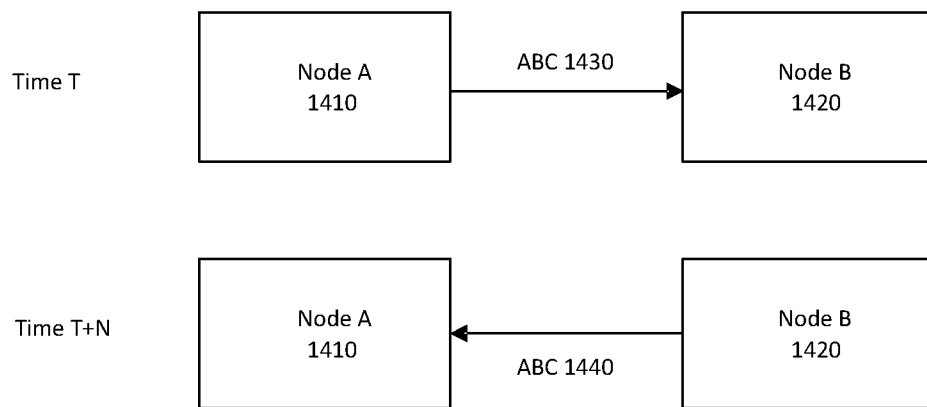 Time T
Node A
1410
ABC 1430
Node B
1420
Time T+N
Node A
1410
ABC 1440
Node B
1420